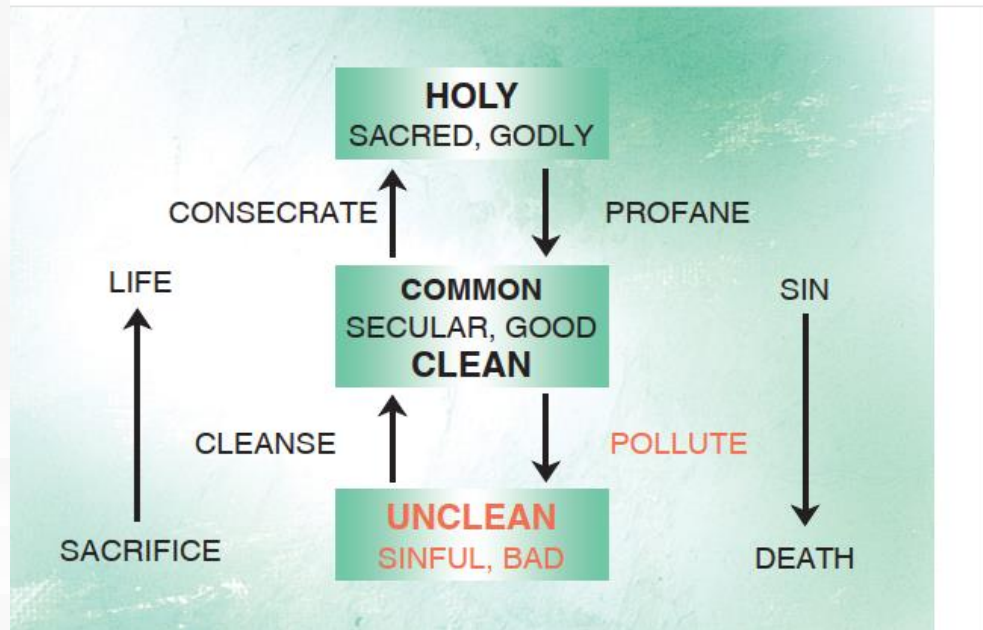 HOLY
SACRED, GODLY
CONSECRATE
PROFANE
LIFE
COMMON
SECULAR, GOOD
CLEAN
SIN
CLEANSE
POLLUTE
UNCLEAN
SINFUL, BAD
SACRIFICE
DEATH